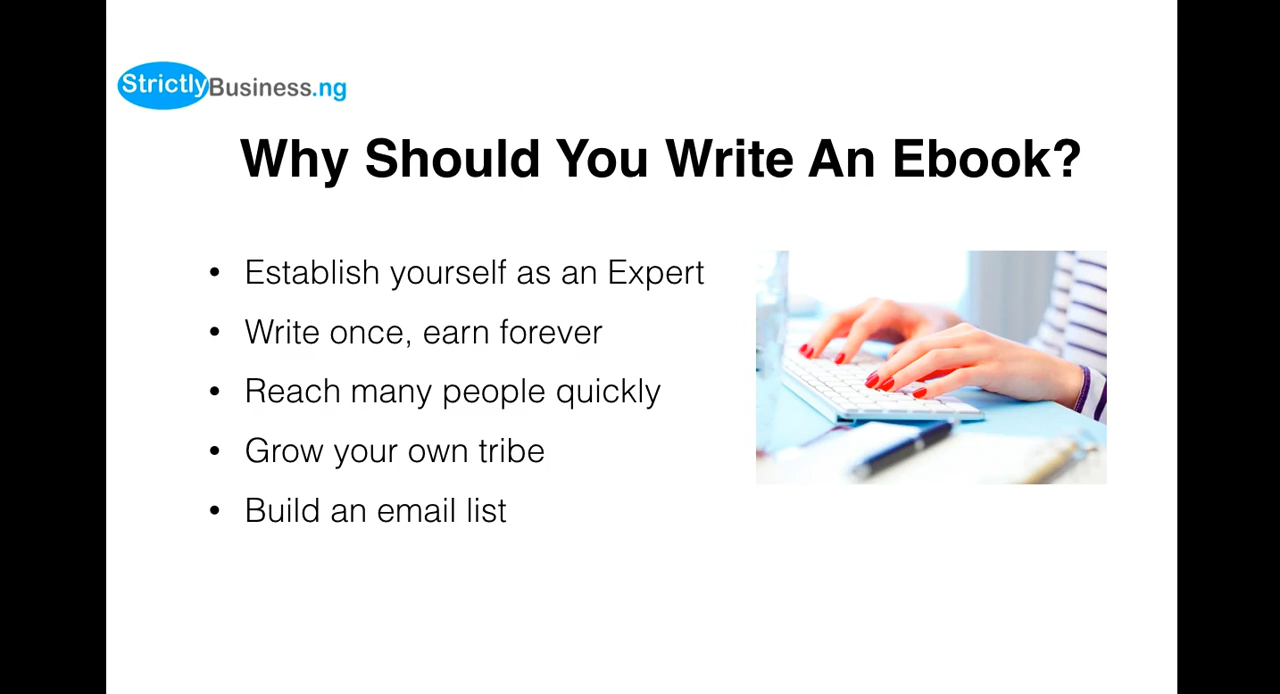 StrictlyBusiness.ng
Why Should You Write An Ebook?
• Establish yourself as an Expert
• Write once, earn forever
• Reach many people quickly
• Grow your own tribe
• Build an email list